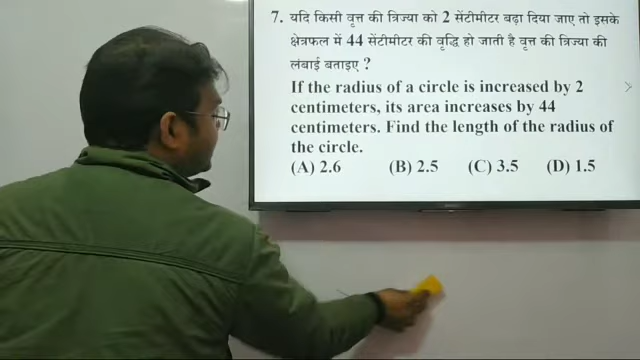 7. यदि किसी वृत्त की त्रिज्या को 2 सेंटीमीटर बढ़ा दिया जाए तो इसके
क्षेत्रफल में 44 सेंटीमीटर की वृद्धि हो जाती है वृत्त की त्रिज्या की
लंबाई बताइए ?
If the radius of a circle is increased by 2
centimeters, its area increases by 44
centimeters. Find the length of the radius of
the circle.
(A) 2.6 (B) 2.5 (C) 3.5 (D) 1.5